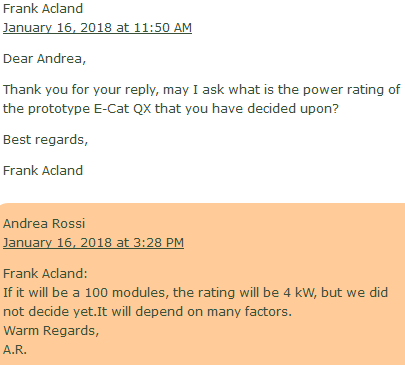 Frank Acland
January 16, 2018 at 11:50 AM
Dear Andrea,
Thank you for your reply, may I ask what is the power rating of
the prototype E-Cat QX that you have decided upon?
Best regards,
Frank Acland
Andrea Rossi
January 16, 2018 at 3:28 PM
Frank Acland:
If it will be a 100 modules, the rating will be 4 kW, but we did
not decide yet.It will depend on many factors.
Warm Regards,
A.R.